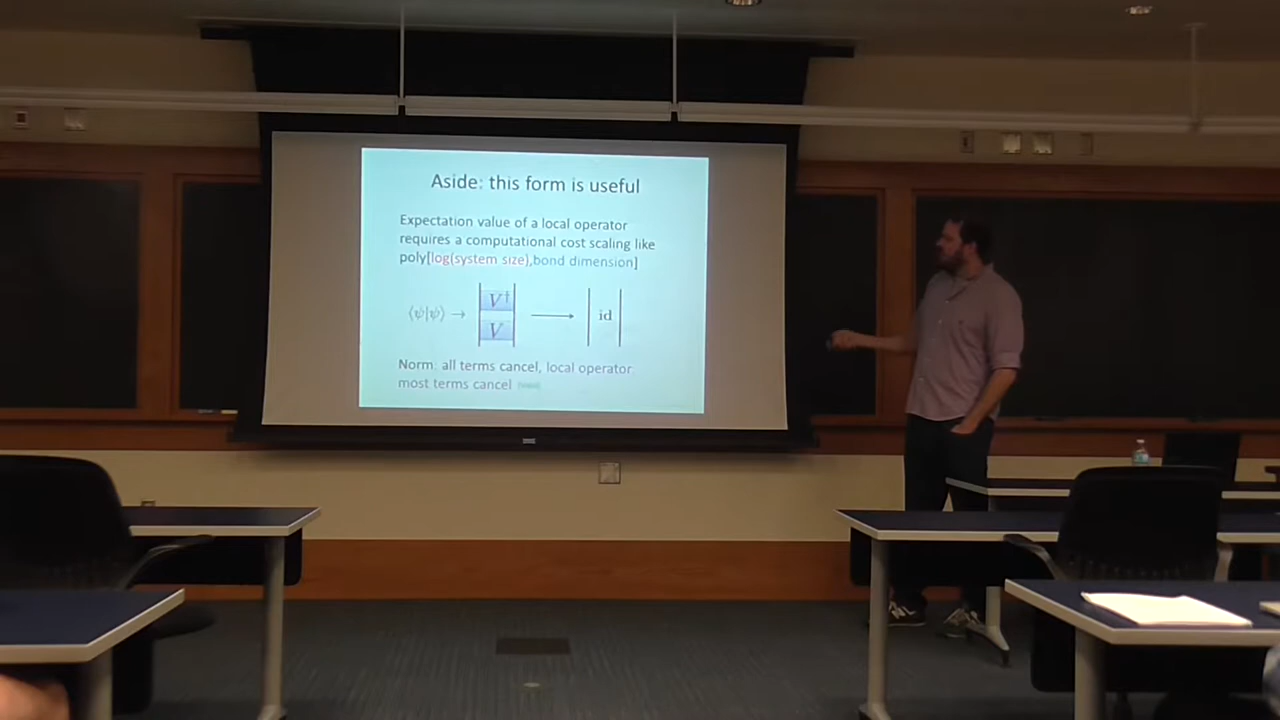 Aside: this form is useful
Expectation value of a local operator
requires a computational cost scaling like
poly[log(system size),bond dimension]
⟨ψ|ψ⟩ → V† V → id
Norm: all terms cancel, local operator:
most terms cancel